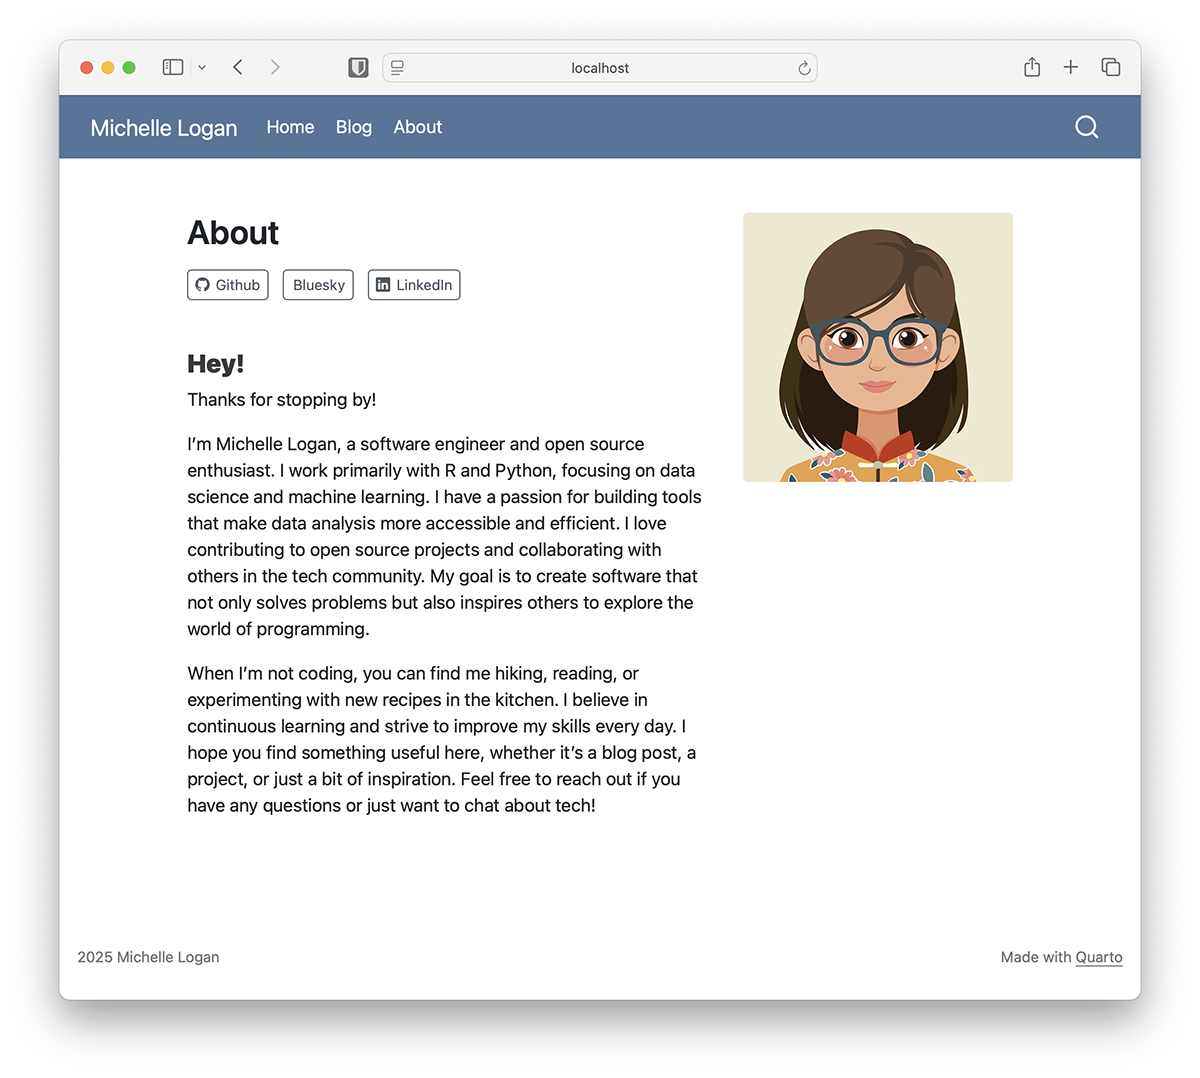 localhost
Michelle Logan Home Blog About
About
Github Bluesky LinkedIn
Hey!
Thanks for stopping by!
I’m Michelle Logan, a software engineer and open source
enthusiast. I work primarily with R and Python, focusing on data
science and machine learning. I have a passion for building tools
that make data analysis more accessible and efficient. I love
contributing to open source projects and collaborating with
others in the tech community. My goal is to create software that
not only solves problems but also inspires others to explore the
world of programming.
When I’m not coding, you can find me hiking, reading, or
experimenting with new recipes in the kitchen. I believe in
continuous learning and strive to improve my skills every day. I
hope you find something useful here, whether it’s a blog post, a
project, or just a bit of inspiration. Feel free to reach out if you
have any questions or just want to chat about tech!
2025 Michelle Logan
Made with Quarto